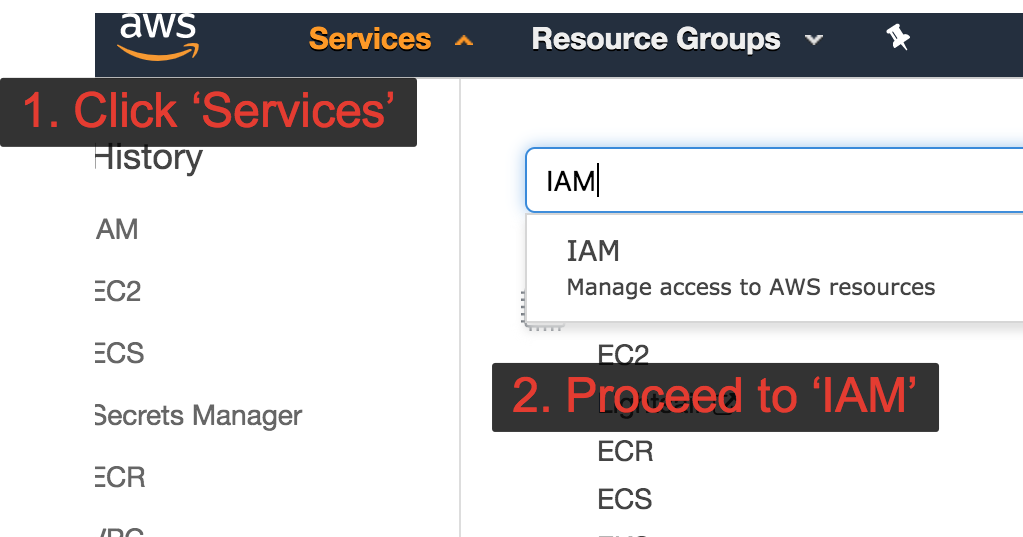 aws
Services
Resource Groups
1. Click ‘Services’
History
IAM
IAM
AM
IAM
Manage access to AWS resources
EC2
ECS
EC2
2. Proceed to ‘IAM’
Secrets Manager
ECR
ECR
ECS